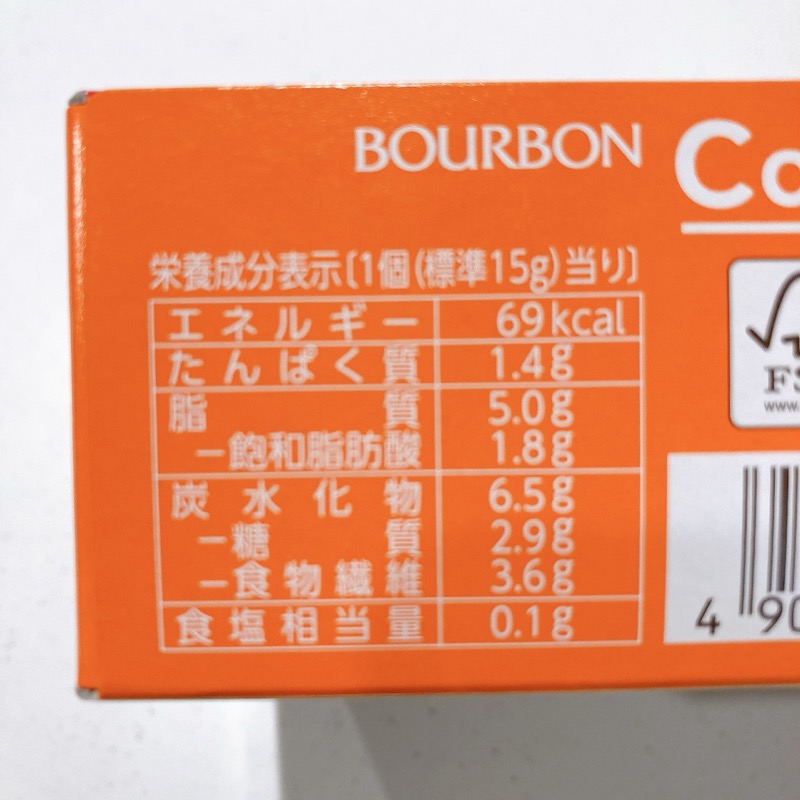 BOURBON
Co
栄養成分表示〔1個(標準15g)当り〕
エネルギー 69kcal
たんぱく質 1.4g
脂質 5.0g
－飽和脂肪酸 1.8g
炭水化物 6.5g
－糖質 2.9g
－食物繊維 3.6g
食塩相当量 0.1g
FS
www.
4 90